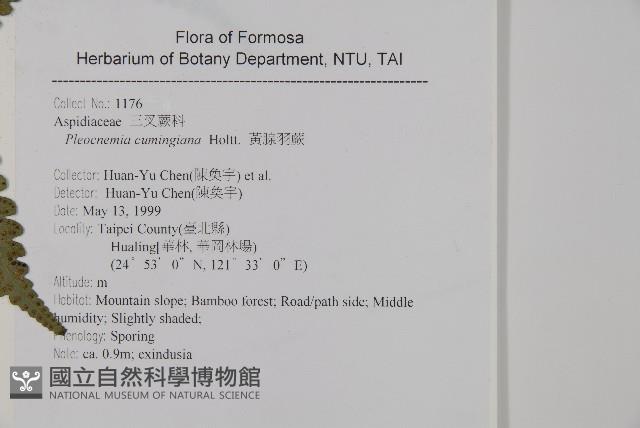 Flora of Formosa
Herbarium of Botany Department, NTU, TAI
Collect No.: 1176
Aspidiaceae 三叉蕨科
Pleocnemia cumingiana Holtt. 黃腺羽蕨
Collector: Huan-Yu Chen(陳奐宇) et al.
Detector: Huan-Yu Chen(陳奐宇)
Date: May 13, 1999
Locality: Taipei County(臺北縣)
Hualing[華林, 華岡林場)
(24° 53' 0" N, 121° 33' 0" E)
Altitude: m
Habitat: Mountain slope; Bamboo forest; Road/path side; Middle
humidity; Slightly shaded;
Phenology: Sporing
Note: ca. 0.9m; exindusia
國立自然科學博物館
NATIONAL MUSEUM OF NATURAL SCIENCE